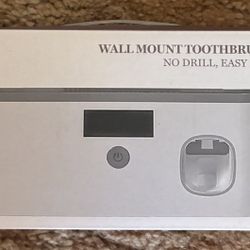 WALL MOUNT TOOTHBRU
NO DRILL, EASY